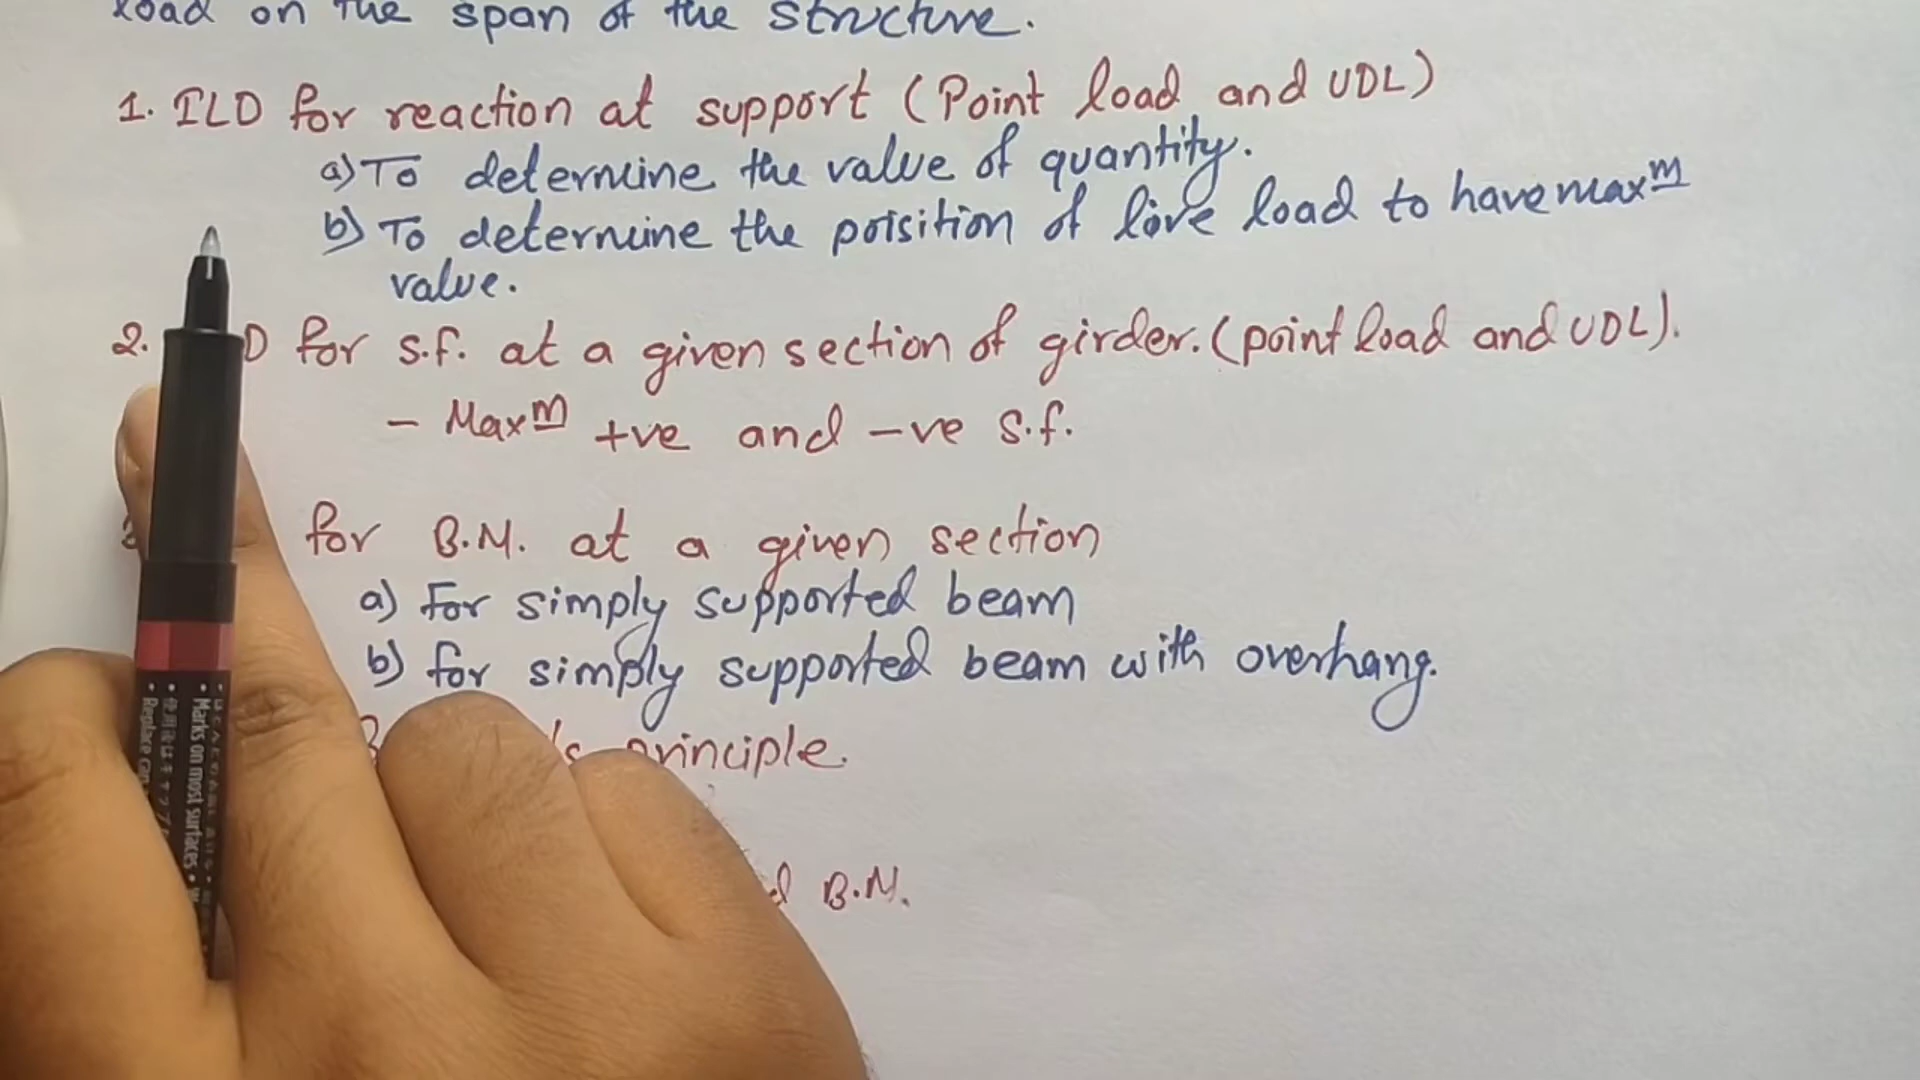 load on the span of the structure.
1. ILD for reaction at support (Point load and UDL)
a) To determine the value of quantity.
b) To determine the poisition of live load to have maxm
value.
2. D for s.f. at a given section of girder. (point load and UDL).
- Maxm +ve and -ve s.f.
for B.M. at a given section
a) For simply supported beam
b) for simply supported beam with overhang.
principle.
B.M.
Marks on most surfaces
Replace